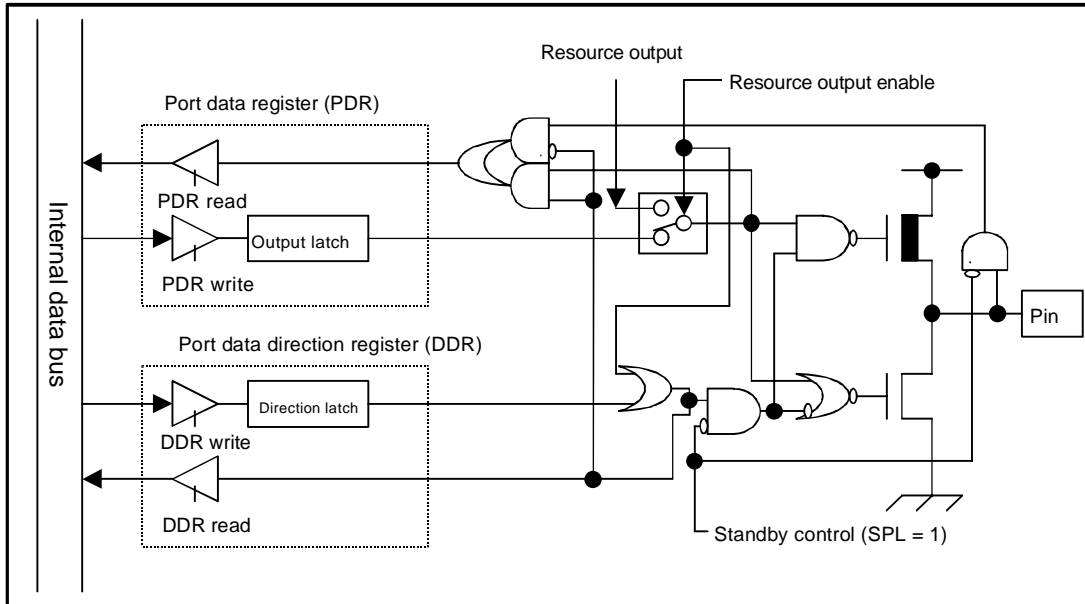 Resource output
Resource output enable
Port data register (PDR)
PDR read
Output latch
PDR write
Internal data bus
Pin
Port data direction register (DDR)
Direction latch
DDR write
DDR read
Standby control (SPL = 1)